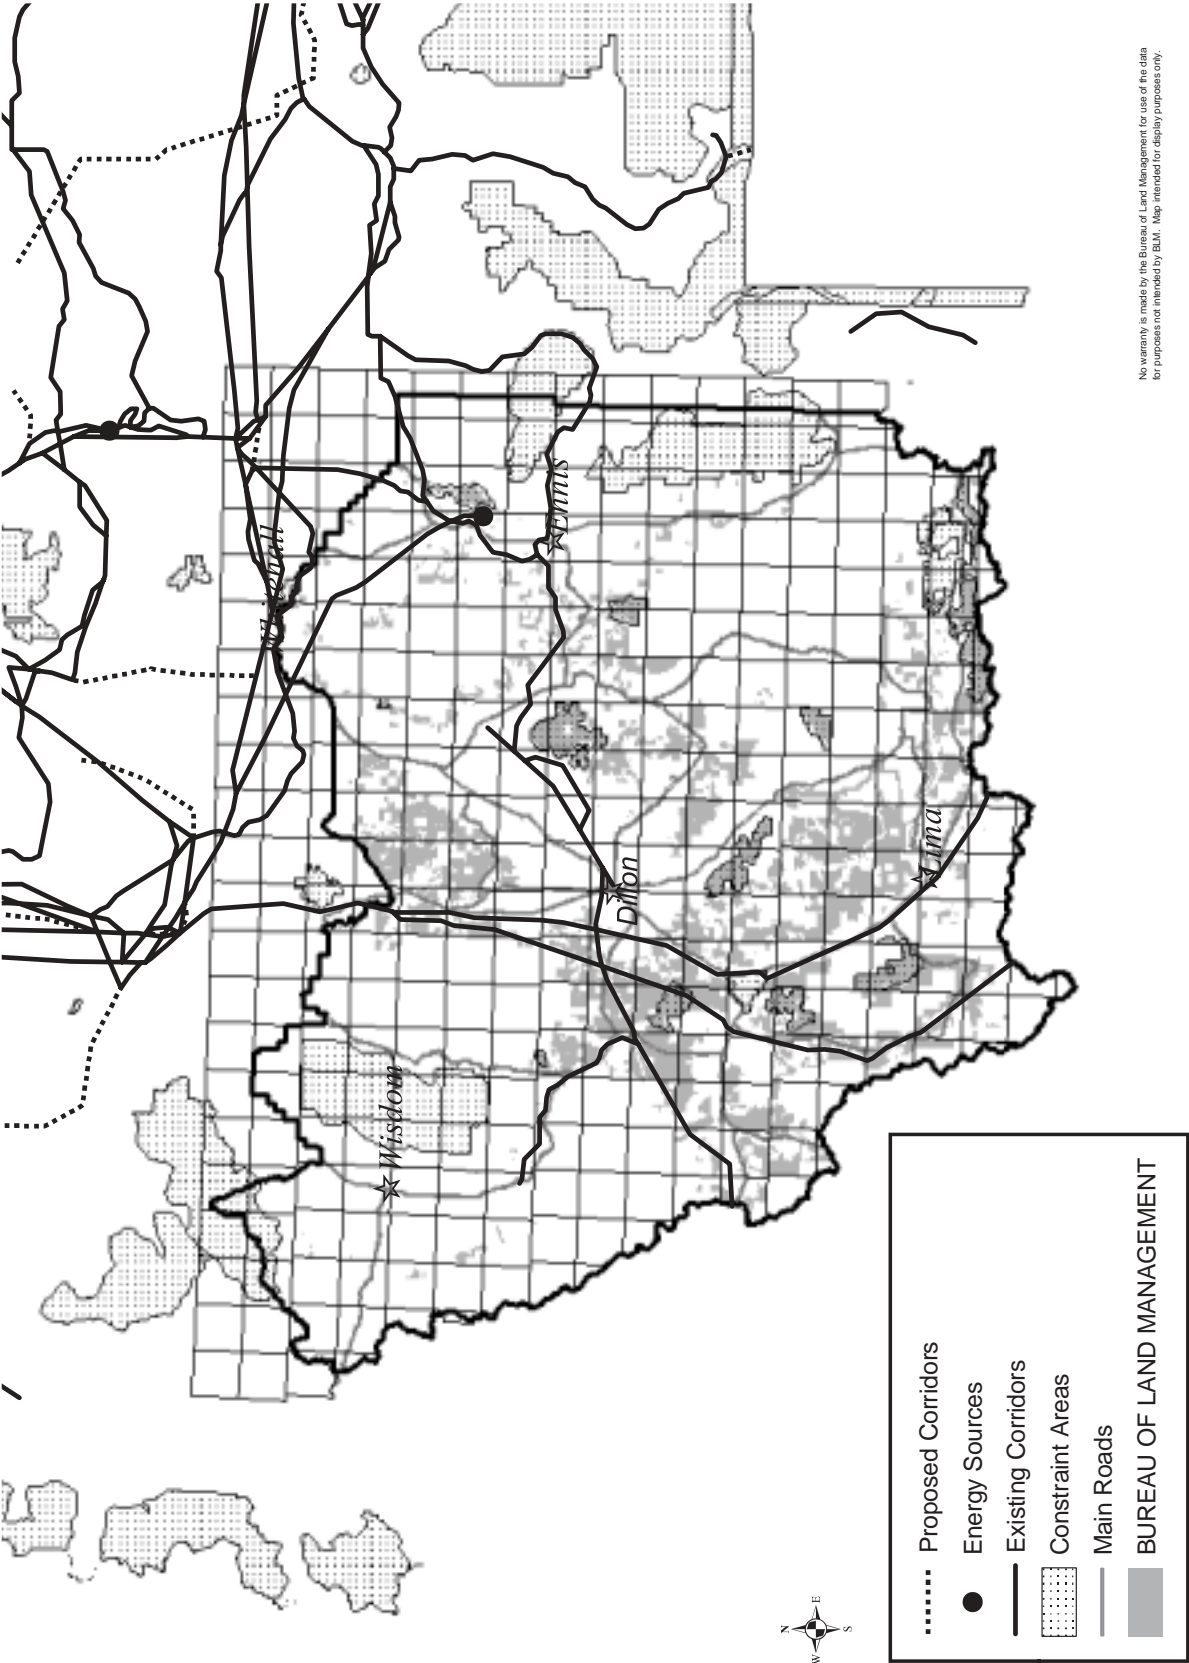 No warranty is made by the Bureau of Land Management for use of the data
for purposes not intended by BLM. Map intended for display purposes only.
Whitehall
Ennis
Wisdom
Dillon
Lima
N
W
E
S
Proposed Corridors
Energy Sources
Existing Corridors
Constraint Areas
Main Roads
BUREAU OF LAND MANAGEMENT